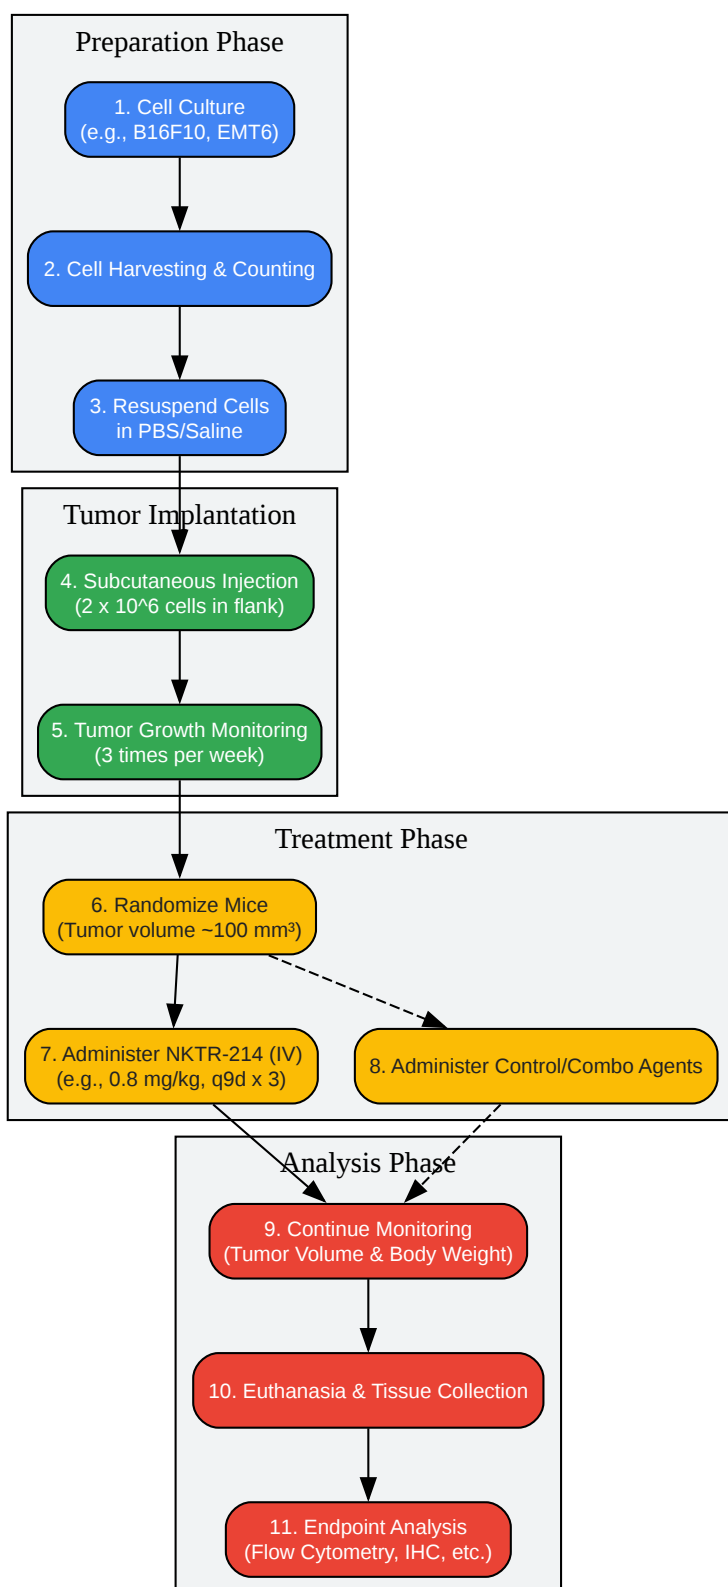 Preparation Phase
1. Cell Culture
(e.g., B16F10, EMT6)
2. Cell Harvesting & Counting
3. Resuspend Cells
in PBS/Saline
Tumor Implantation
4. Subcutaneous Injection
(2 x 10^6 cells in flank)
5. Tumor Growth Monitoring
(3 times per week)
Treatment Phase
6. Randomize Mice
(Tumor volume ~100 mm³)
7. Administer NKTR-214 (IV)
(e.g., 0.8 mg/kg, q9d x 3)
8. Administer Control/Combo Agents
Analysis Phase
9. Continue Monitoring
(Tumor Volume & Body Weight)
10. Euthanasia & Tissue Collection
11. Endpoint Analysis
(Flow Cytometry, IHC, etc.)